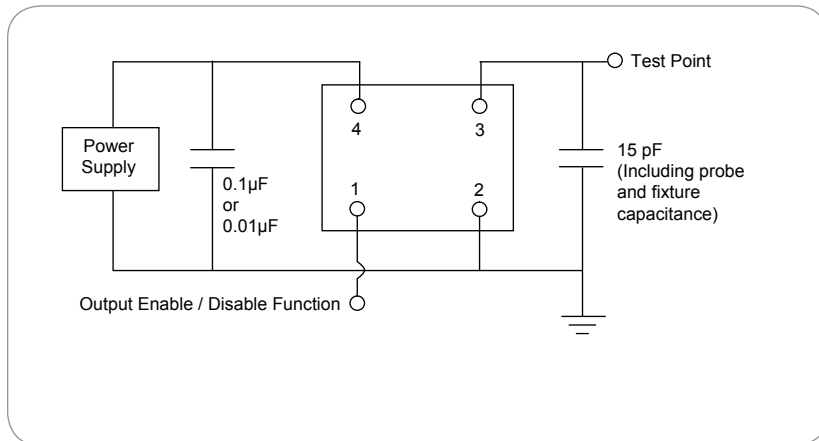 Test Point
4
3
Power
Supply
15 pF
(Including probe
and fixture
capacitance)
0.1µF
or
0.01µF
1
2
Output Enable / Disable Function